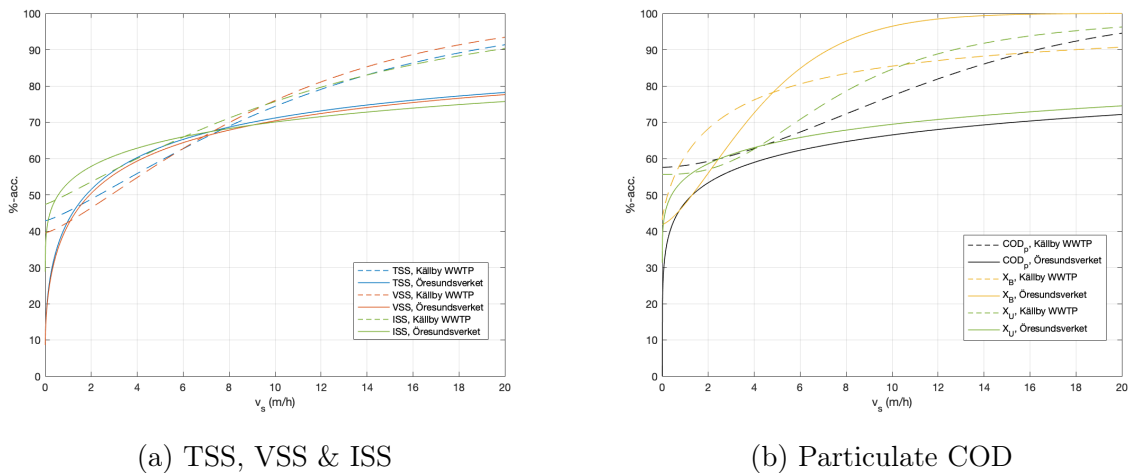 100
90
80
70
60
50
40
30
20
10
0
%-acc.
0 2 4 6 8 10 12 14 16 18 20
v_s (m/h)
TSS, Källby WWTP
TSS, Öresundsverket
VSS, Källby WWTP
VSS, Öresundsverket
ISS, Källby WWTP
ISS, Öresundsverket
(a) TSS, VSS & ISS
100
90
80
70
60
50
40
30
20
10
0
%-acc.
0 2 4 6 8 10 12 14 16 18 20
v_s (m/h)
COD_p, Källby WWTP
COD_p, Öresundsverket
X_B, Källby WWTP
X_B, Öresundsverket
X_U, Källby WWTP
X_U, Öresundsverket
(b) Particulate COD